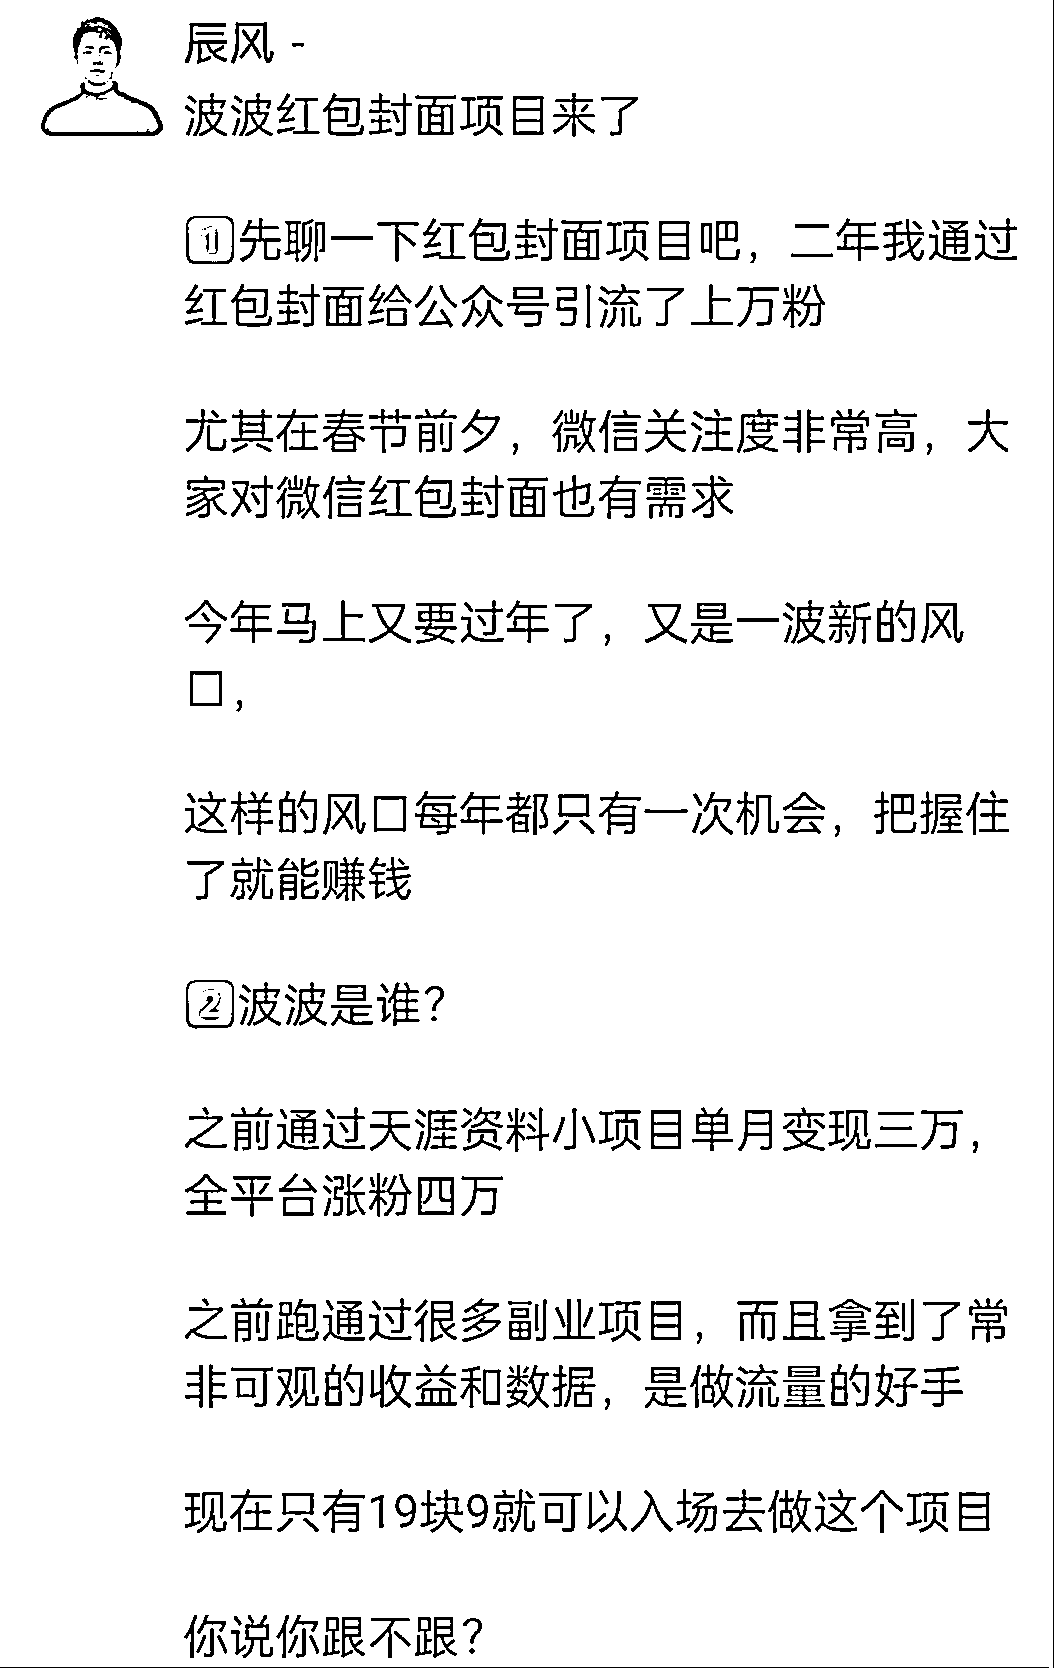 辰风 -
波波红包封面项目来了
1先聊一下红包封面项目吧，二年我通过
红包封面给公众号引流了上万粉
尤其在春节前夕，微信关注度非常高，大
家对微信红包封面也有需求
今年马上又要过年了，又是一波新的风
口，
这样的风口每年都只有一次机会，把握住
了就能赚钱
2波波是谁？
之前通过天涯资料小项目单月变现三万，
全平台涨粉四万
之前跑通过很多副业项目，而且拿到了常
非可观的收益和数据，是做流量的好手
现在只有19块9就可以入场去做这个项目
你说你跟不跟？